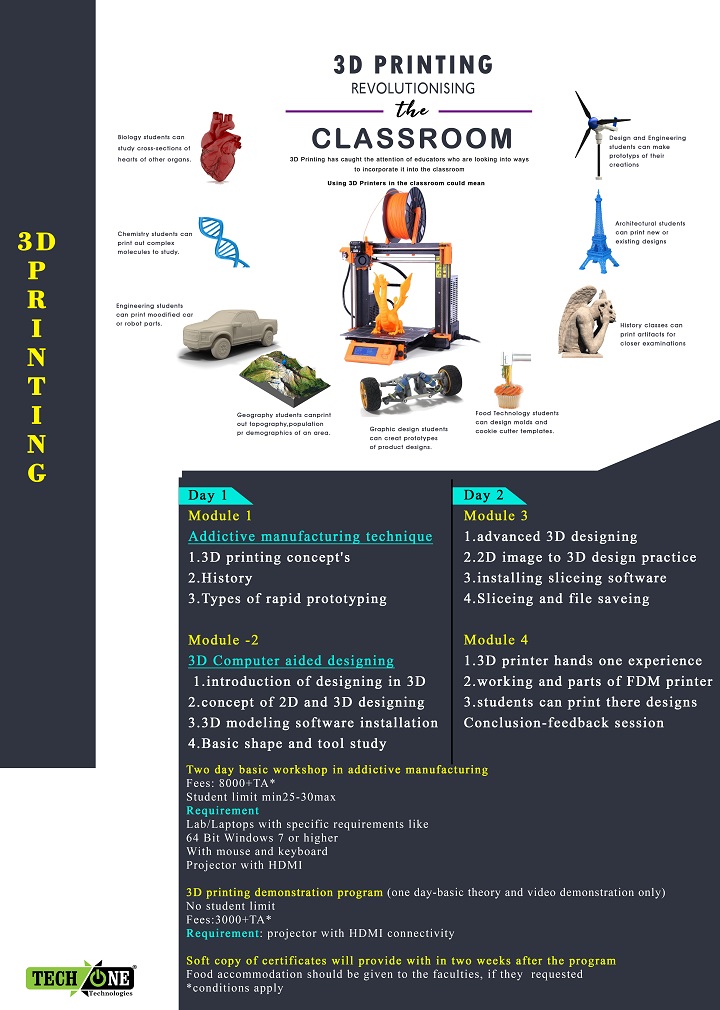 3D
P
R
I
N
T
I
N
G
3D PRINTING
REVOLUTIONISING
the
CLASSROOM
3D Printing has caught the attention of educators who are looking into ways
to incorporate it into the classroom
Using 3D Printers in the classroom could mean
Biology students can
study cross-sections of
hearts of other organs.
Design and Engineering
students can make
prototyps of their
creations
Chemistry students can
print out complex
molecules to study.
Architectural students
can print new or
existing designs
Engineering students
can print moodified car
or robot parts.
History classes can
print artifacts for
closer examinations
Geography students canprint
out topography,population
pr demographics of an area.
Graphic design students
can creat prototypes
of product designs.
Food Technology students
can design molds and
cookie cutter templates.
Day 1
Module 1
Addictive manufacturing technique
1.3D printing concept's
2.History
3.Types of rapid prototyping
Module -2
3D Computer aided designing
1.introduction of designing in 3D
2.concept of 2D and 3D designing
3.3D modeling software installation
4.Basic shape and tool study
Day 2
Module 3
1.advanced 3D designing
2.2D image to 3D design practice
3.installing sliceing software
4.Sliceing and file saveing
Module 4
1.3D printer hands one experience
2.working and parts of FDM printer
3.students can print there designs
Conclusion-feedback session
Two day basic workshop in addictive manufacturing
Fees: 8000+TA*
Student limit min25-30max
Requirement
Lab/Laptops with specific requirements like
64 Bit Windows 7 or higher
With mouse and keyboard
Projector with HDMI
3D printing demonstration program (one day-basic theory and video demonstration only)
No student limit
Fees:3000+TA*
Requirement: projector with HDMI connectivity
Soft copy of certificates will provide with in two weeks after the program
Food accommodation should be given to the faculties, if they requested
*conditions apply
TECH ONE
Technologies